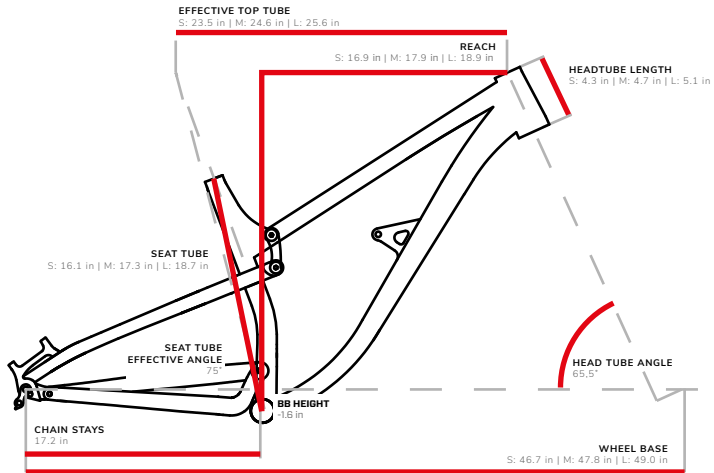 EFFECTIVE TOP TUBE
S: 23.5 in | M: 24.6 in | L: 25.6 in
REACH
S: 16.9 in | M: 17.9 in | L: 18.9 in
HEADTUBE LENGTH
S: 4.3 in | M: 4.7 in | L: 5.1 in
SEAT TUBE
S: 16.1 in | M: 17.3 in | L: 18.7 in
SEAT TUBE
EFFECTIVE ANGLE
75°
HEAD TUBE ANGLE
65,5°
BB HEIGHT
-1.6 in
CHAIN STAYS
17.2 in
WHEEL BASE
S: 46.7 in | M: 47.8 in | L: 49.0 in